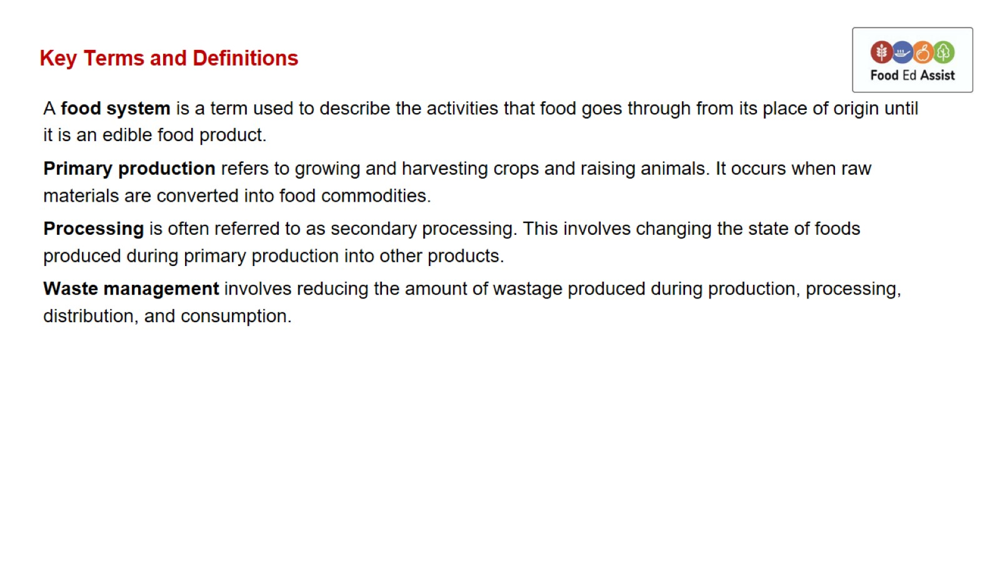 Key Terms and Definitions
Food Ed Assist
A food system is a term used to describe the activities that food goes through from its place of origin until
it is an edible food product.
Primary production refers to growing and harvesting crops and raising animals. It occurs when raw
materials are converted into food commodities.
Processing is often referred to as secondary processing. This involves changing the state of foods
produced during primary production into other products.
Waste management involves reducing the amount of wastage produced during production, processing,
distribution, and consumption.